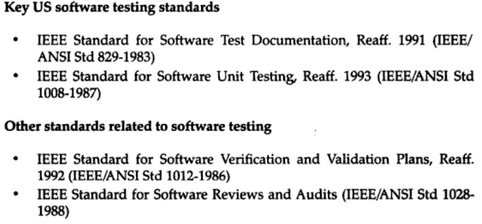 Key US software testing standards
• IEEE Standard for Software Test Documentation, Reaff. 1991 (IEEE/
ANSI Std 829-1983)
• IEEE Standard for Software Unit Testing, Reaff. 1993 (IEEE/ANSI Std
1008-1987)
Other standards related to software testing
• IEEE Standard for Software Verification and Validation Plans, Reaff.
1992 (IEEE/ANSI Std 1012-1986)
• IEEE Standard for Software Reviews and Audits (IEEE/ANSI Std 1028-
1988)